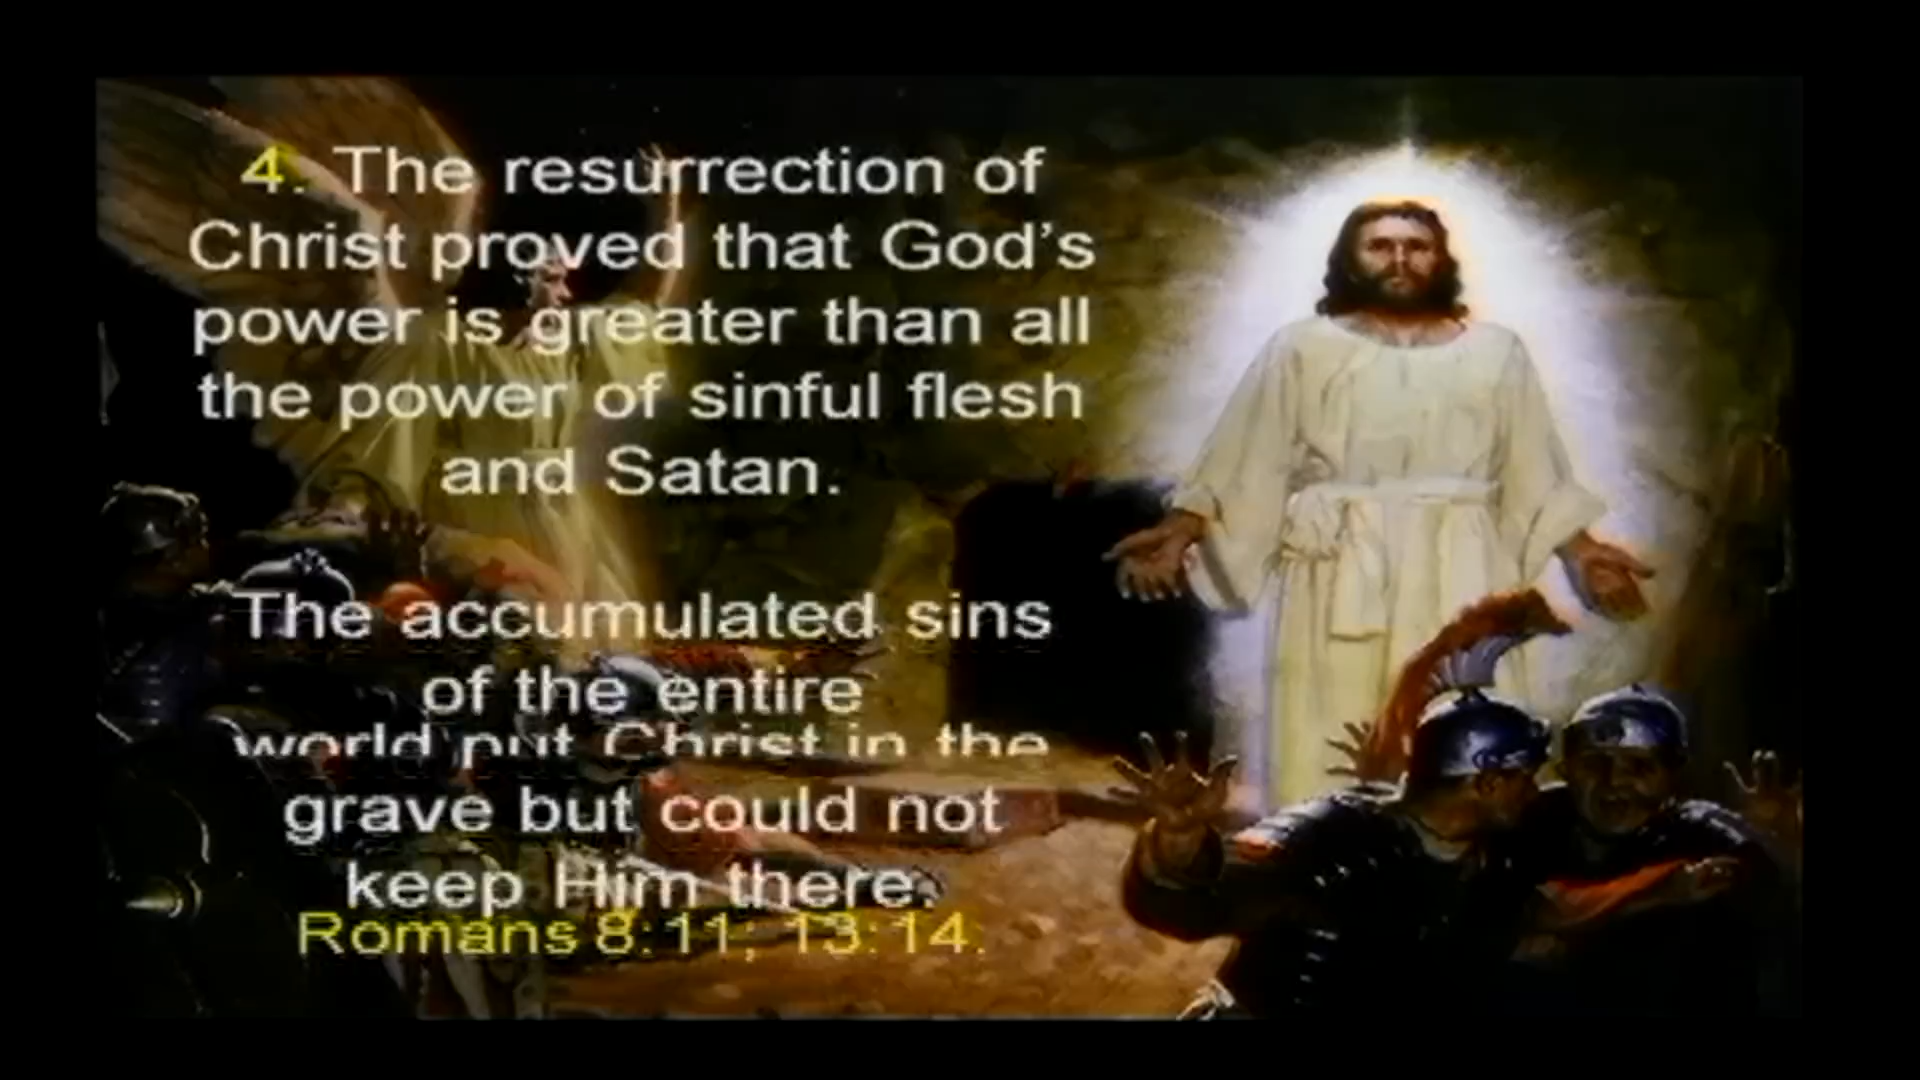 4. The resurrection of
Christ proved that God's
power is greater than all
the power of sinful flesh
and Satan.
The accumulated sins
of the entire
world put Christ in the
grave but could not
keep Him there.
Romans 8:11; 13:14.